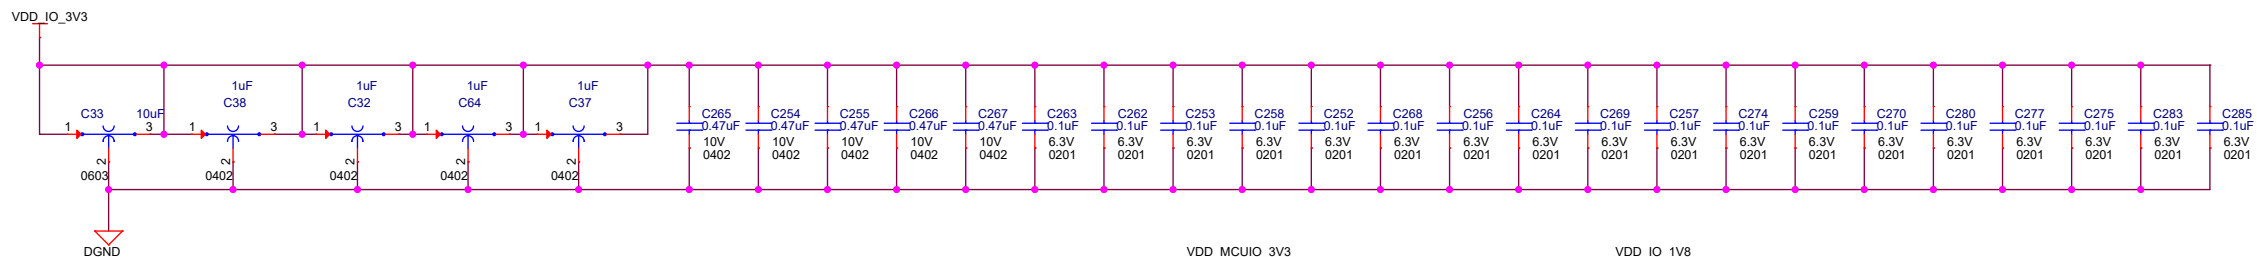 VDD_IO_3V3
1uF 1uF 1uF 1uF
C33 10uF C38 C32 C64 C37
1 3 1 3 1 3 1 3 1 3
2 2 2 2 2
0603 0402 0402 0402 0402
C265 C254 C255 C266 C267 C263 C262 C253 C258 C252 C268 C256 C264 C269 C257 C274 C259 C270 C280 C277 C275 C283 C285
0.47uF 0.47uF 0.47uF 0.47uF 0.47uF 0.1uF 0.1uF 0.1uF 0.1uF 0.1uF 0.1uF 0.1uF 0.1uF 0.1uF 0.1uF 0.1uF 0.1uF 0.1uF 0.1uF 0.1uF 0.1uF 0.1uF 0.1uF
10V 10V 10V 10V 10V 6.3V 6.3V 6.3V 6.3V 6.3V 6.3V 6.3V 6.3V 6.3V 6.3V 6.3V 6.3V 6.3V 6.3V 6.3V 6.3V 6.3V 6.3V
0402 0402 0402 0402 0402 0201 0201 0201 0201 0201 0201 0201 0201 0201 0201 0201 0201 0201 0201 0201 0201 0201 0201
DGND VDD_MCUIO_3V3 VDD_IO_1V8